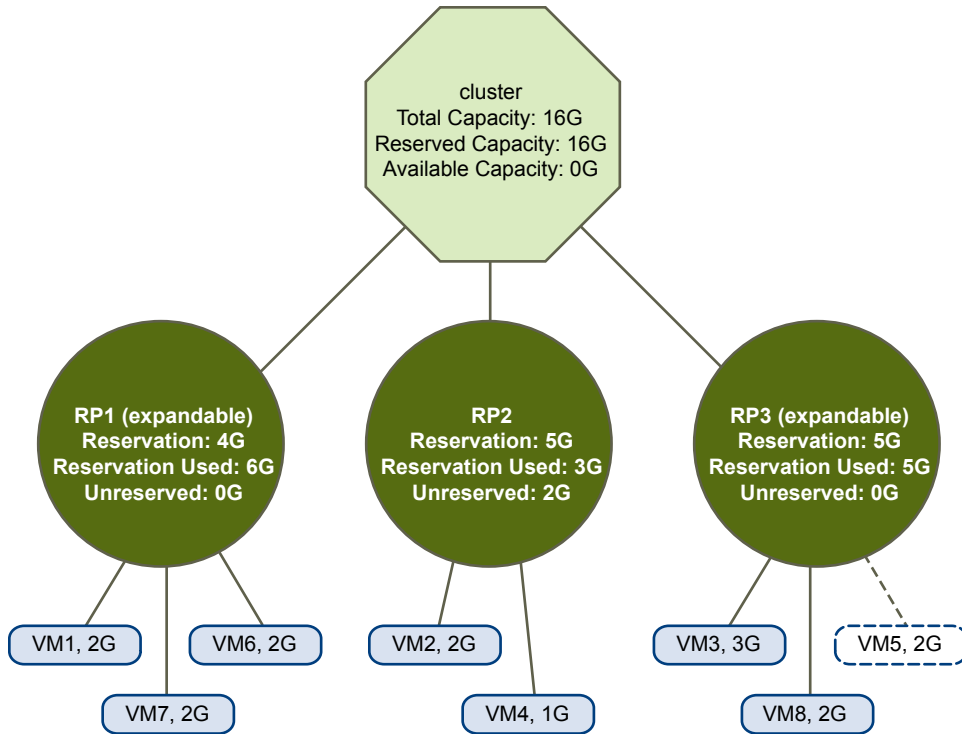 cluster
Total Capacity: 16G
Reserved Capacity: 16G
Available Capacity: 0G
RP1 (expandable)
Reservation: 4G
Reservation Used: 6G
Unreserved: 0G
RP2
Reservation: 5G
Reservation Used: 3G
Unreserved: 2G
RP3 (expandable)
Reservation: 5G
Reservation Used: 5G
Unreserved: 0G
VM1, 2G
VM6, 2G
VM2, 2G
VM3, 3G
VM5, 2G
VM7, 2G
VM4, 1G
VM8, 2G